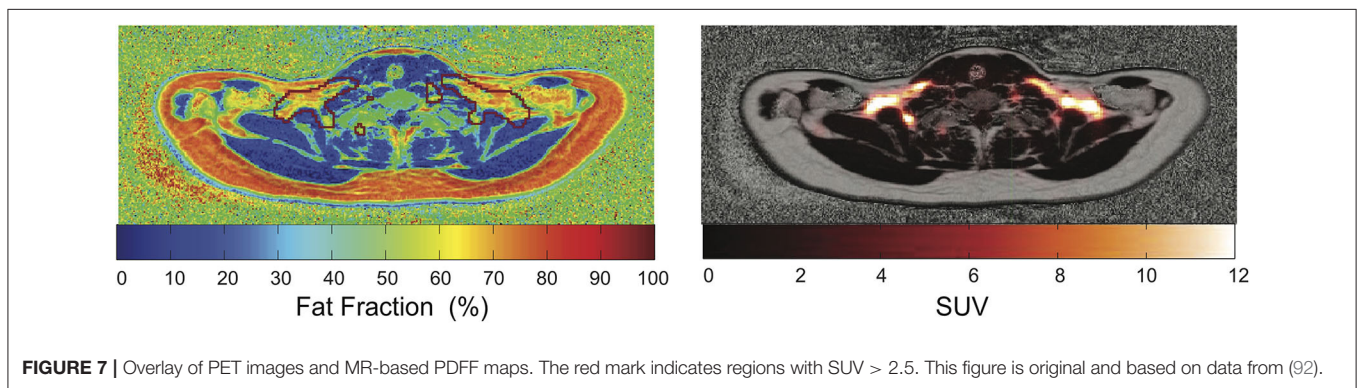 0 10 20 30 40 50 60 70 80 90 100
Fat Fraction (%)
0 2 4 6 8 10 12
SUV
FIGURE 7 | Overlay of PET images and MR-based PDFF maps. The red mark indicates regions with SUV > 2.5. This figure is original and based on data from (92).